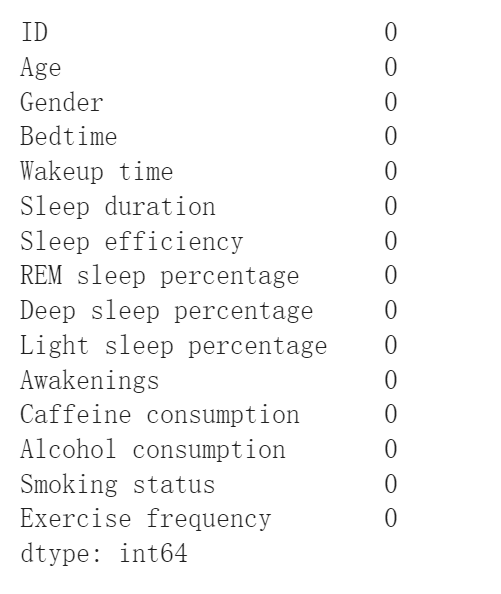 ID 0
Age 0
Gender 0
Bedtime 0
Wakeup time 0
Sleep duration 0
Sleep efficiency 0
REM sleep percentage 0
Deep sleep percentage 0
Light sleep percentage 0
Awakenings 0
Caffeine consumption 0
Alcohol consumption 0
Smoking status 0
Exercise frequency 0
dtype: int64